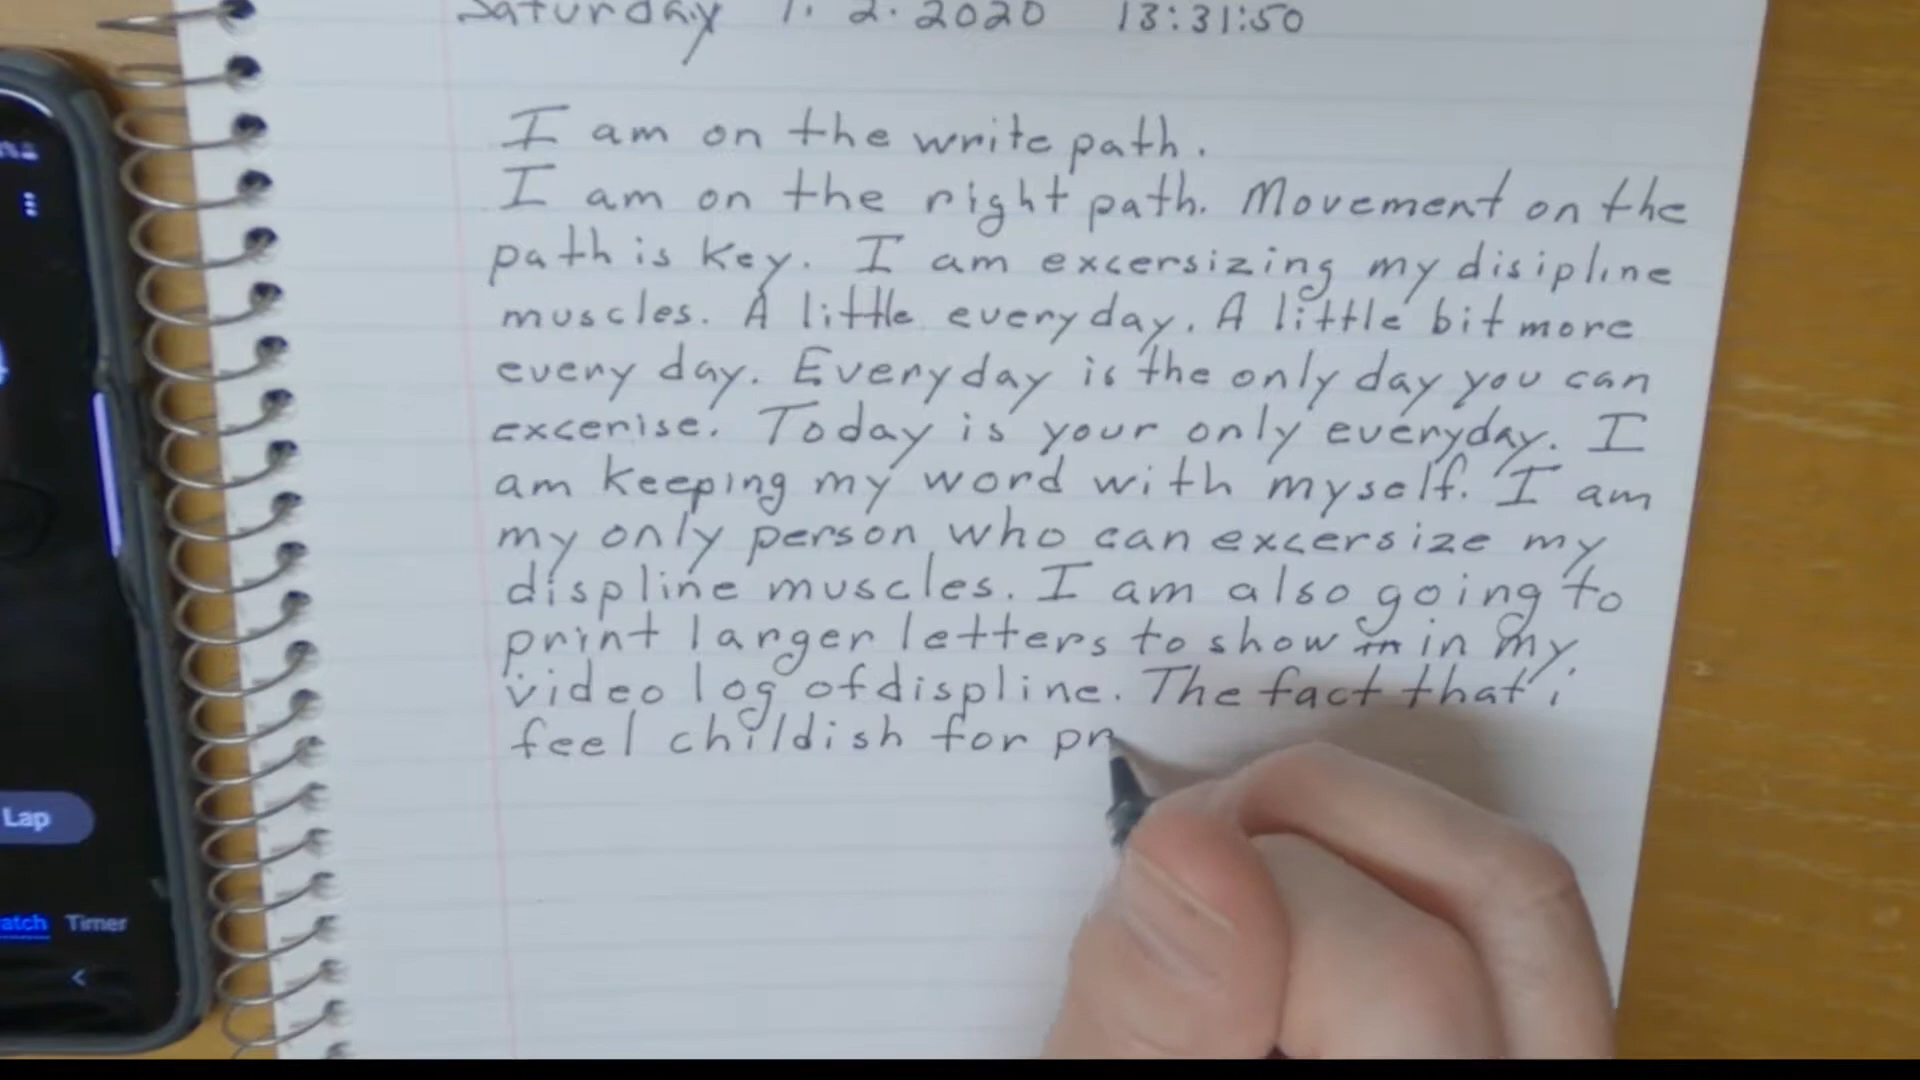 Saturday 1. 2. 2020 13:31:50
I am on the write path.
I am on the right path. Movement on the
path is key. I am excersizing my disipline
muscles. A little everyday. A little bit more
every day. Everyday is the only day you can
excerise. Today is your only everyday. I
am keeping my word with myself. I am
my only person who can excersize my
displine muscles. I am also going to
print larger letters to show in in my
video log of displine. The fact that i
feel childish for pr
Lap
atch Timer